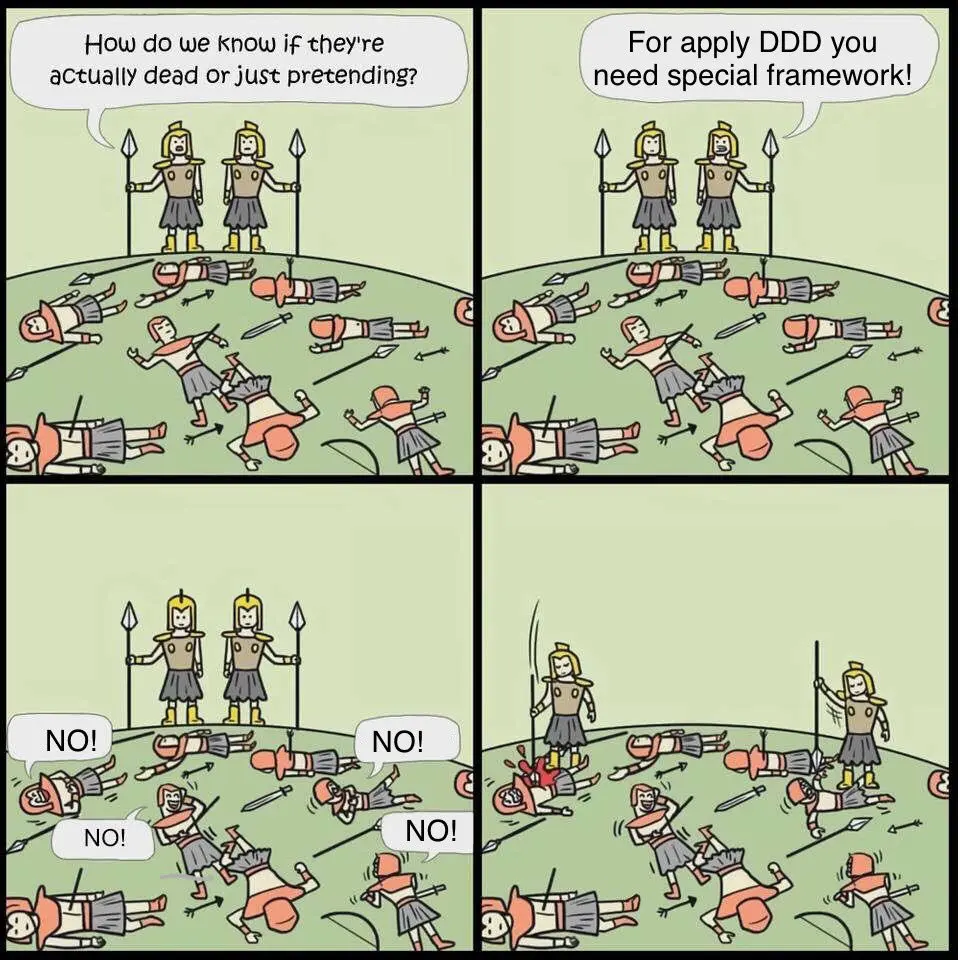 How do we know if they're
actually dead or just pretending?
For apply DDD you
need special framework!
NO!
NO!
NO!
NO!